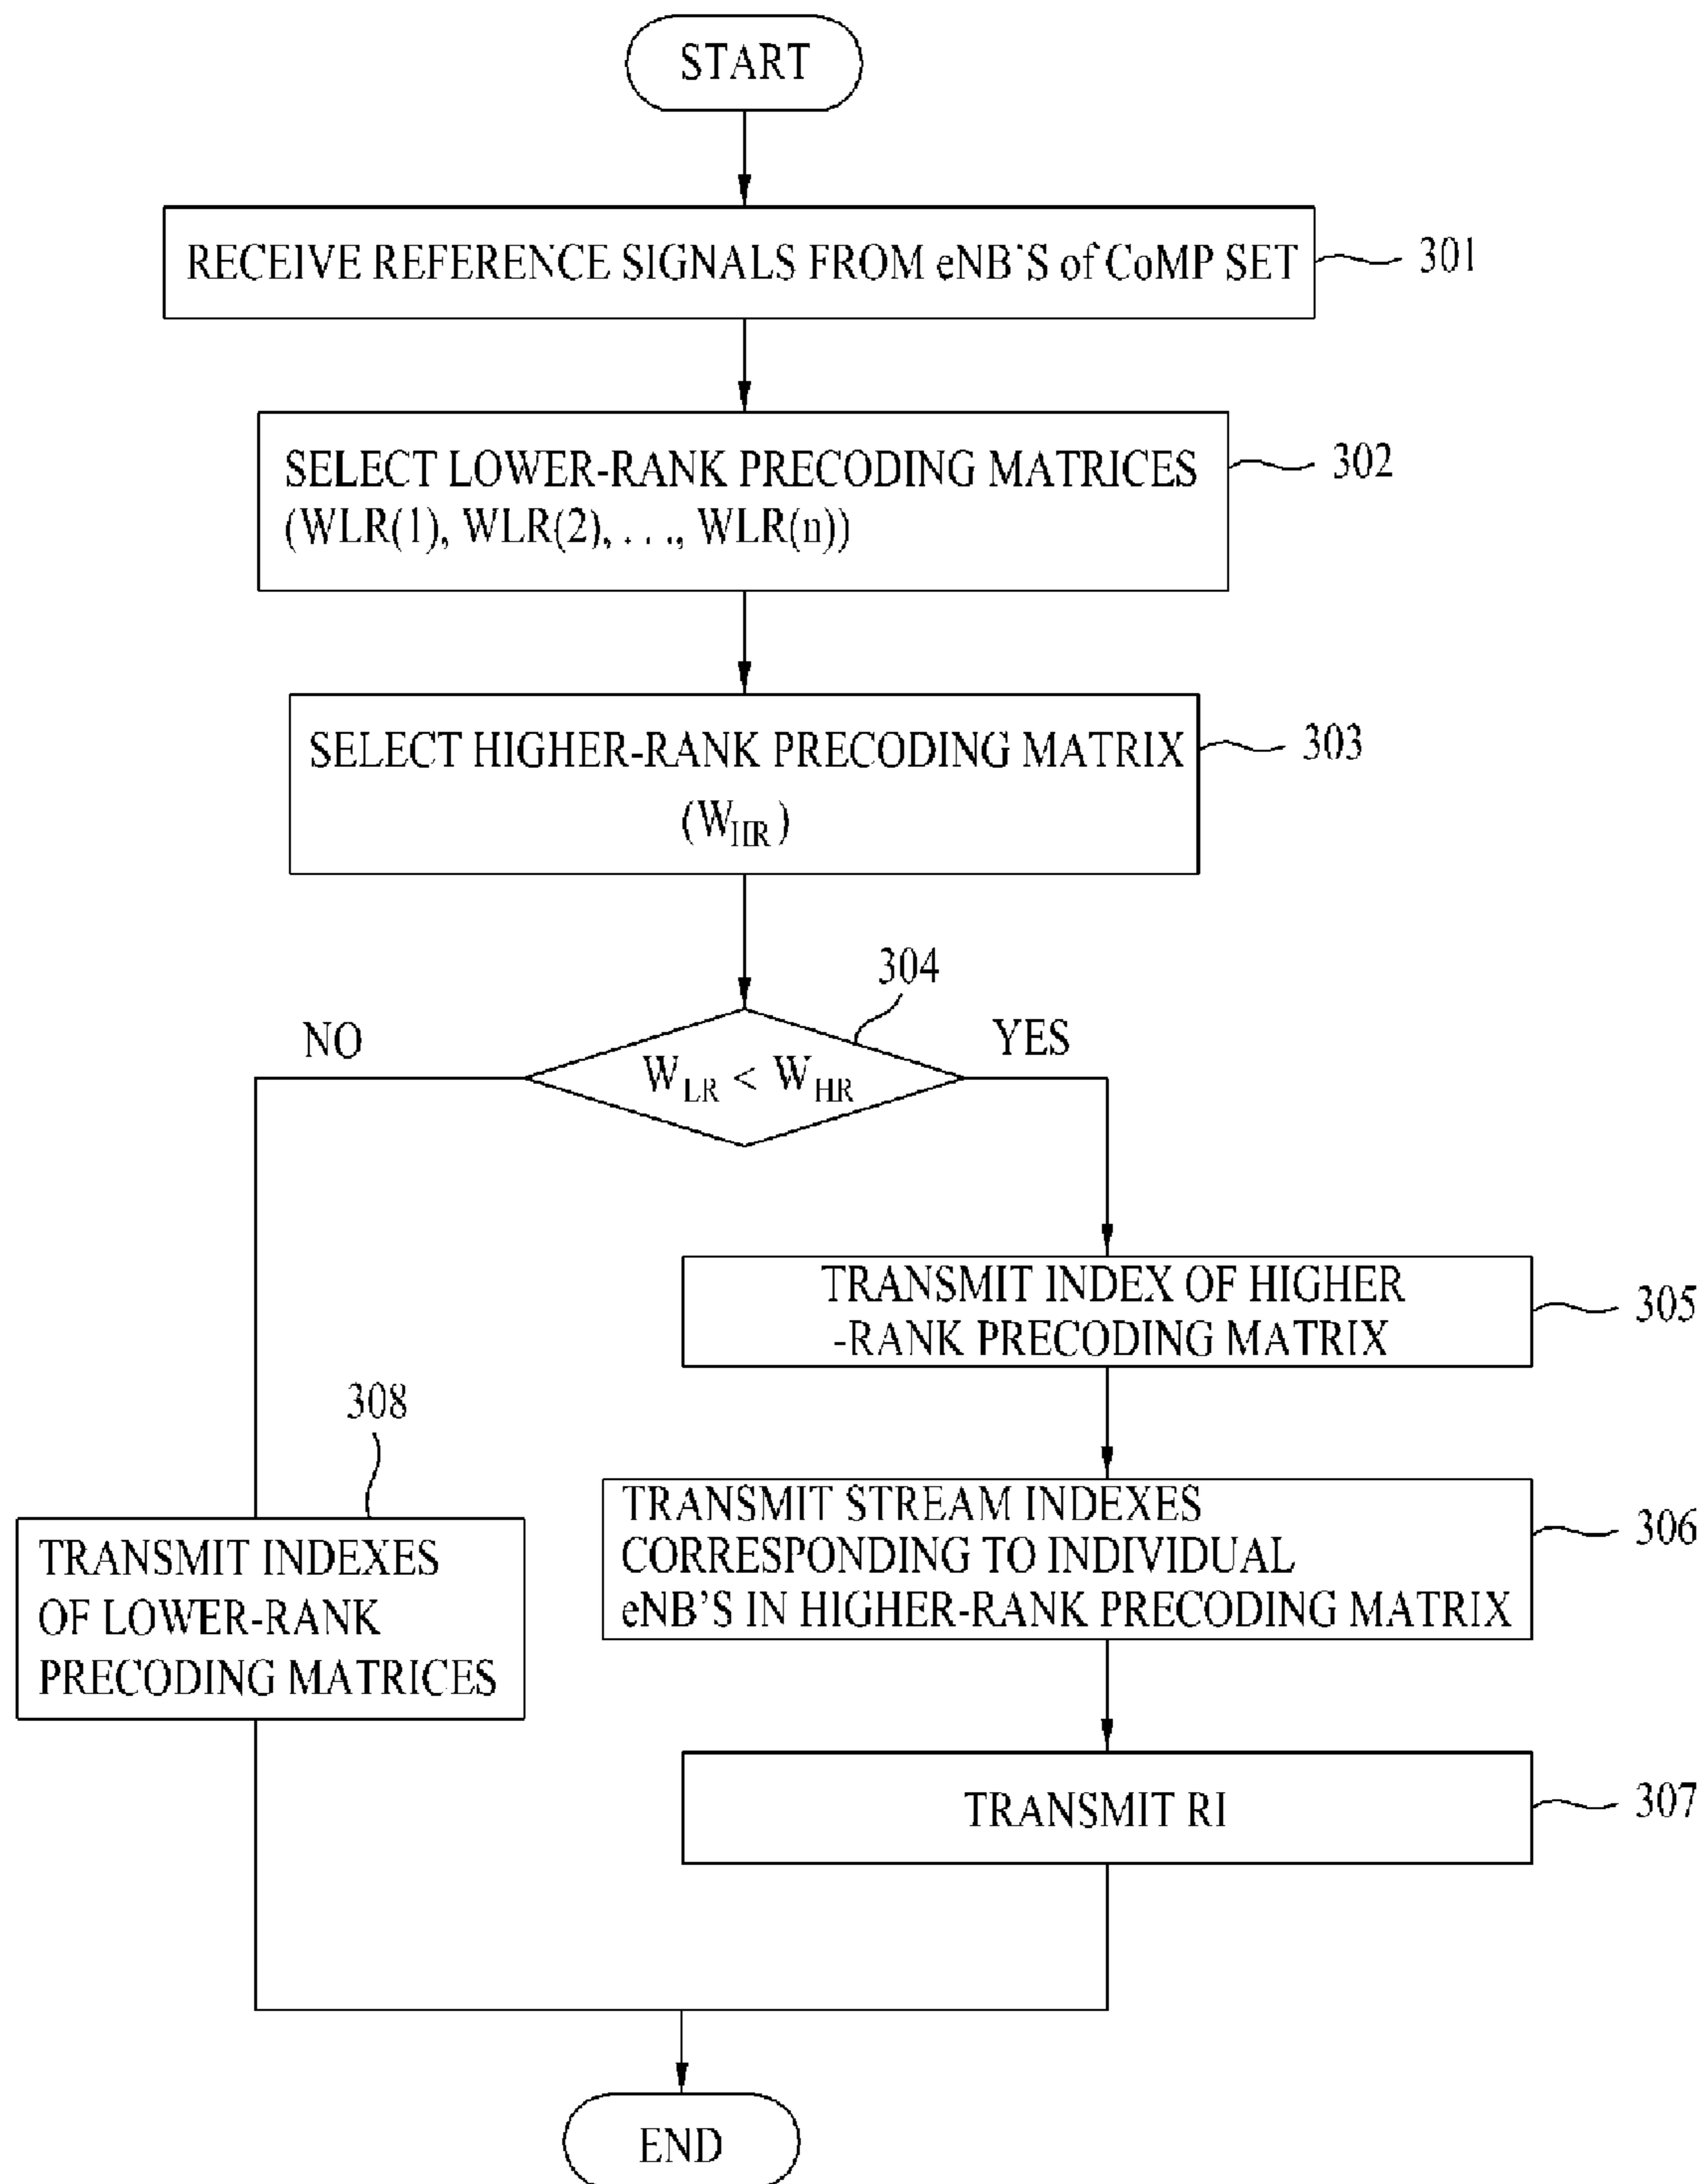 START
RECEIVE REFERENCE SIGNALS FROM eNB'S of CoMP SET
301
SELECT LOWER-RANK PRECODING MATRICES
(WLR(1), WLR(2), . . ., WLR(n))
302
SELECT HIGHER-RANK PRECODING MATRIX
(W_HR)
303
304
NO
YES
W_LR < W_HR
TRANSMIT INDEX OF HIGHER
-RANK PRECODING MATRIX
305
308
TRANSMIT INDEXES
OF LOWER-RANK
PRECODING MATRICES
TRANSMIT STREAM INDEXES
CORRESPONDING TO INDIVIDUAL
eNB'S IN HIGHER-RANK PRECODING MATRIX
306
TRANSMIT RI
307
END